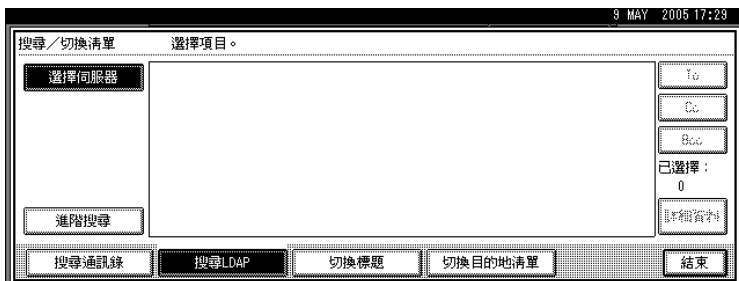 9 MAY 2005 17:29
搜尋／切換清單 選擇項目。
選擇伺服器
To
Cc
Bcc
已選擇：
0
進階搜尋
詳細資料
搜尋通訊錄 搜尋LDAP 切換標題 切換目的地清單 結束